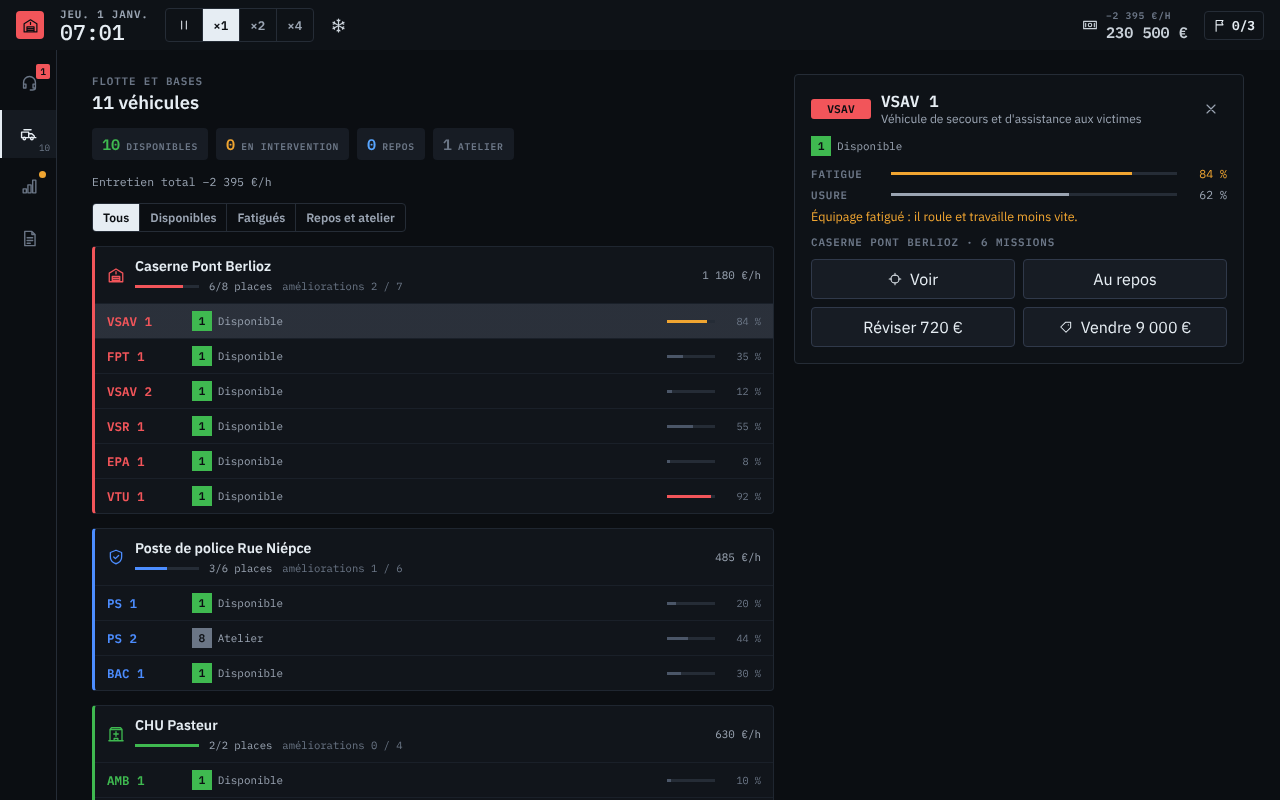 JEU. 1 JANV.
07:01
×1 ×2 ×4
−2 395 €/H
230 500 €
0/3
1
10
FLOTTE ET BASES
11 véhicules
10 DISPONIBLES 0 EN INTERVENTION 0 REPOS 1 ATELIER
Entretien total −2 395 €/h
Tous Disponibles Fatigués Repos et atelier
Caserne Pont Berlioz
6/8 places améliorations 2 / 7
1 180 €/h
VSAV 1 1 Disponible 84 %
FPT 1 1 Disponible 35 %
VSAV 2 1 Disponible 12 %
VSR 1 1 Disponible 55 %
EPA 1 1 Disponible 8 %
VTU 1 1 Disponible 92 %
Poste de police Rue Niépce
3/6 places améliorations 1 / 6
485 €/h
PS 1 1 Disponible 20 %
PS 2 8 Atelier 44 %
BAC 1 1 Disponible 30 %
CHU Pasteur
2/2 places améliorations 0 / 4
630 €/h
AMB 1 1 Disponible 10 %
VSAV VSAV 1
Véhicule de secours et d'assistance aux victimes
1 Disponible
FATIGUE 84 %
USURE 62 %
Équipage fatigué : il roule et travaille moins vite.
CASERNE PONT BERLIOZ · 6 MISSIONS
Voir Au repos
Réviser 720 € Vendre 9 000 €